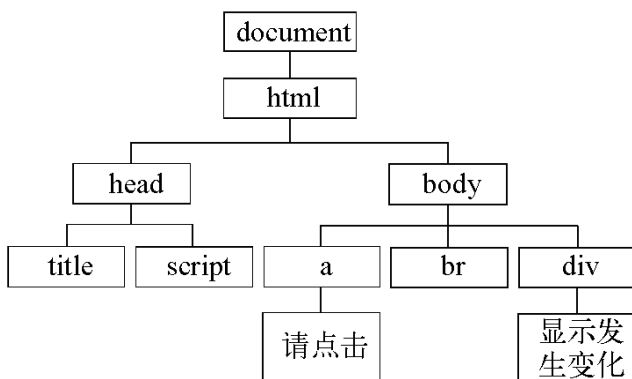 document
html
head
body
title
script
a
br
div
请点击
显示发
生变化